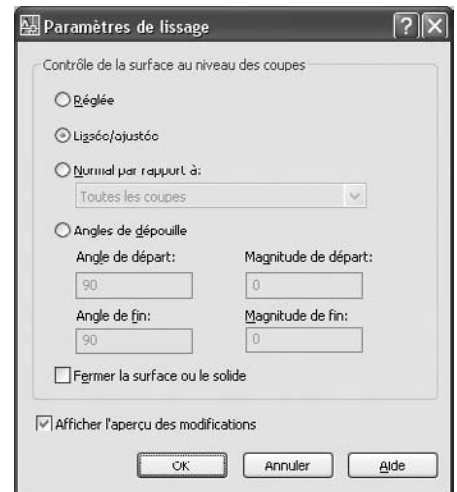 Paramètres de lissage
Contrôle de la surface au niveau des coupes
Réglée
Lissée/ajustée
Normal par rapport à:
Toutes les coupes
Angles de dépouille
Angle de départ: Magnitude de départ:
90 0
Angle de fin: Magnitude de fin:
90 0
Fermer la surface ou le solide
Afficher l'aperçu des modifications
OK Annuler Aide